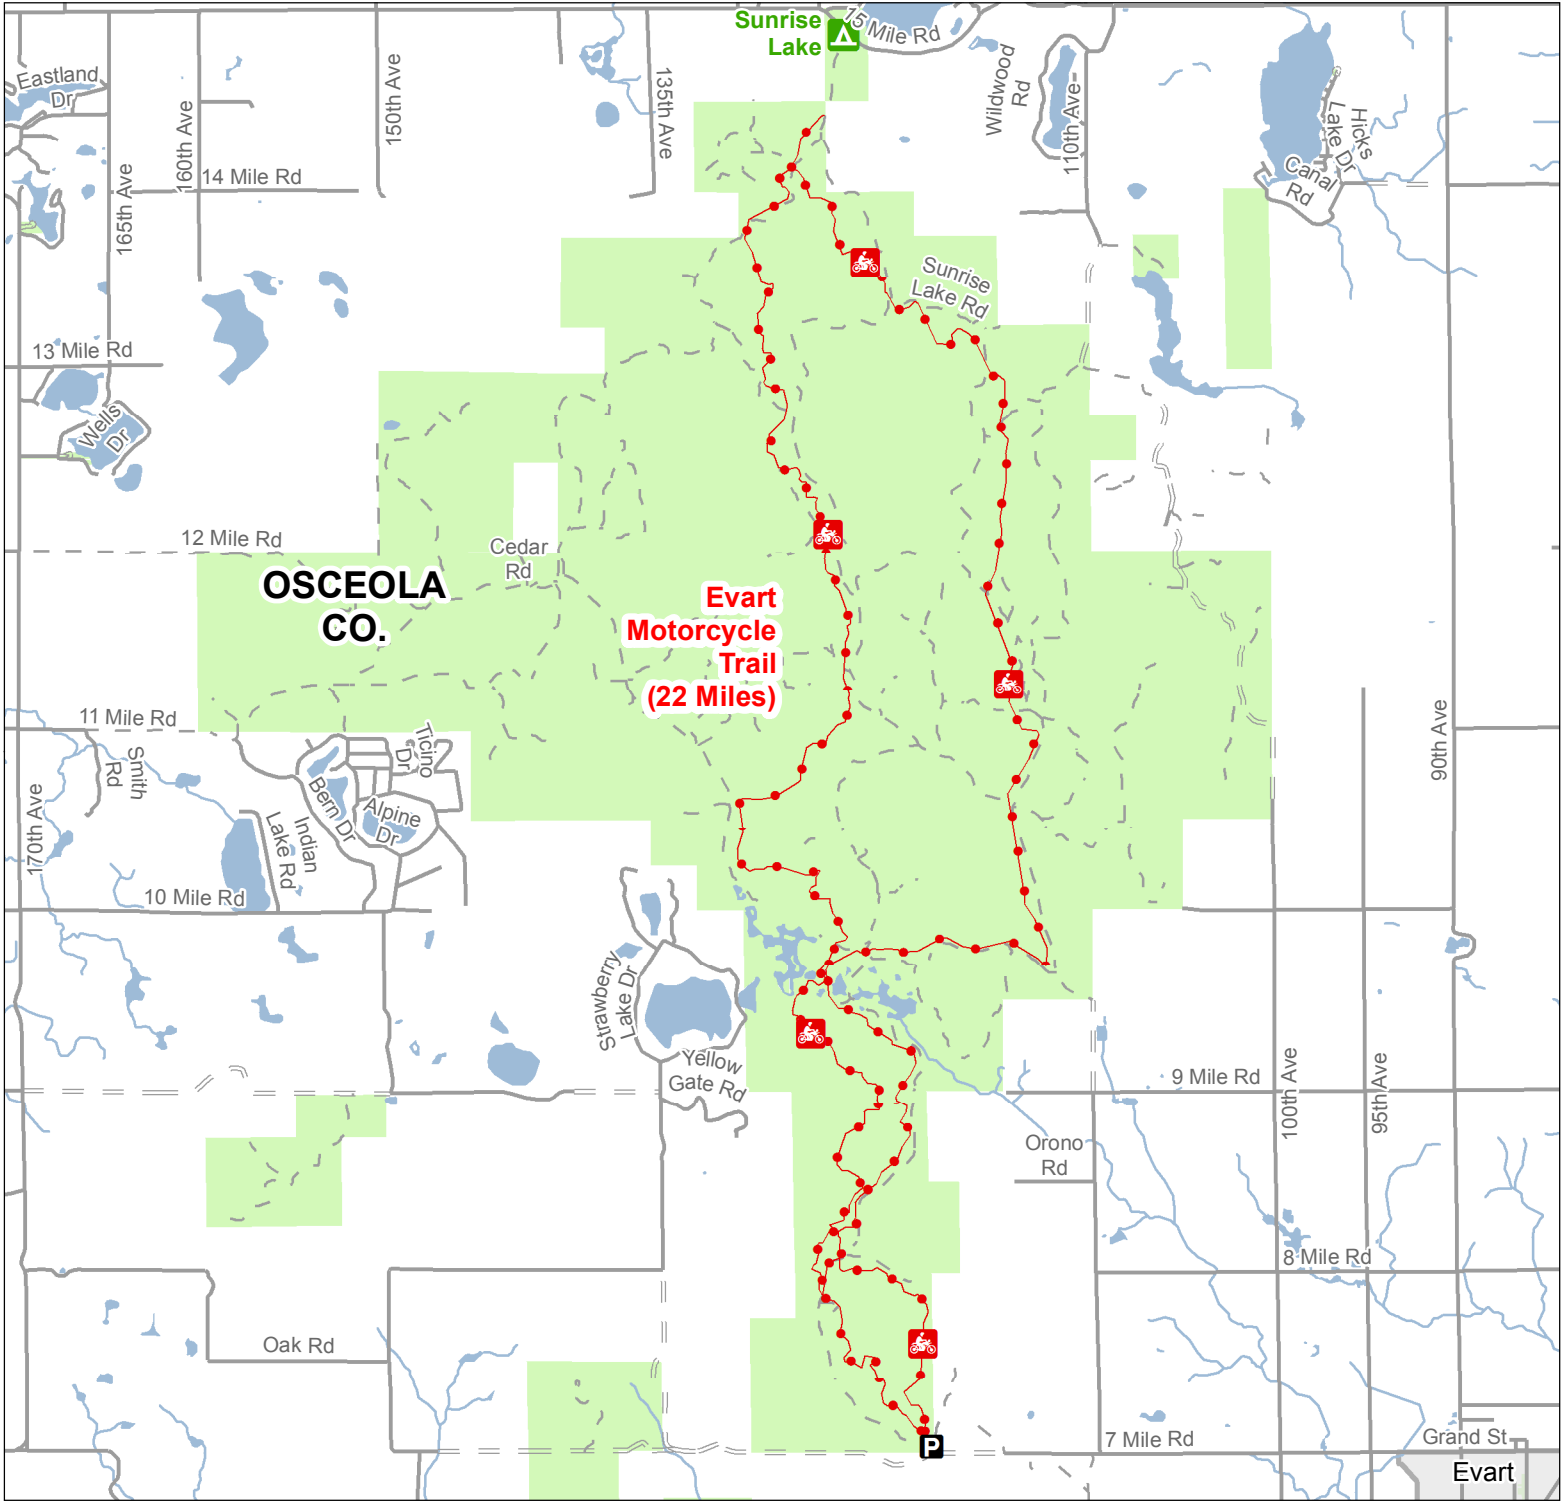 Sunrise
Lake
15 Mile Rd
Eastland
Dr
150th Ave
135th Ave
Wildwood
Rd
110th Ave
Hicks
Lake Dr
Canal
Rd
160th Ave
14 Mile Rd
165th Ave
Sunrise
Lake Rd
13 Mile Rd
Wells
Dr
12 Mile Rd
Cedar
Rd
OSCEOLA
CO.
Evart
Motorcycle
Trail
(22 Miles)
11 Mile Rd
Smith
Rd
Ticino
Dr
Bern Dr
Alpine
Dr
Indian
Lake Rd
170th Ave
90th Ave
10 Mile Rd
Strawberry
Lake Dr
Yellow
Gate Rd
9 Mile Rd
100th Ave
95th Ave
Orono
Rd
8 Mile Rd
Oak Rd
P
7 Mile Rd
Grand St
Evart